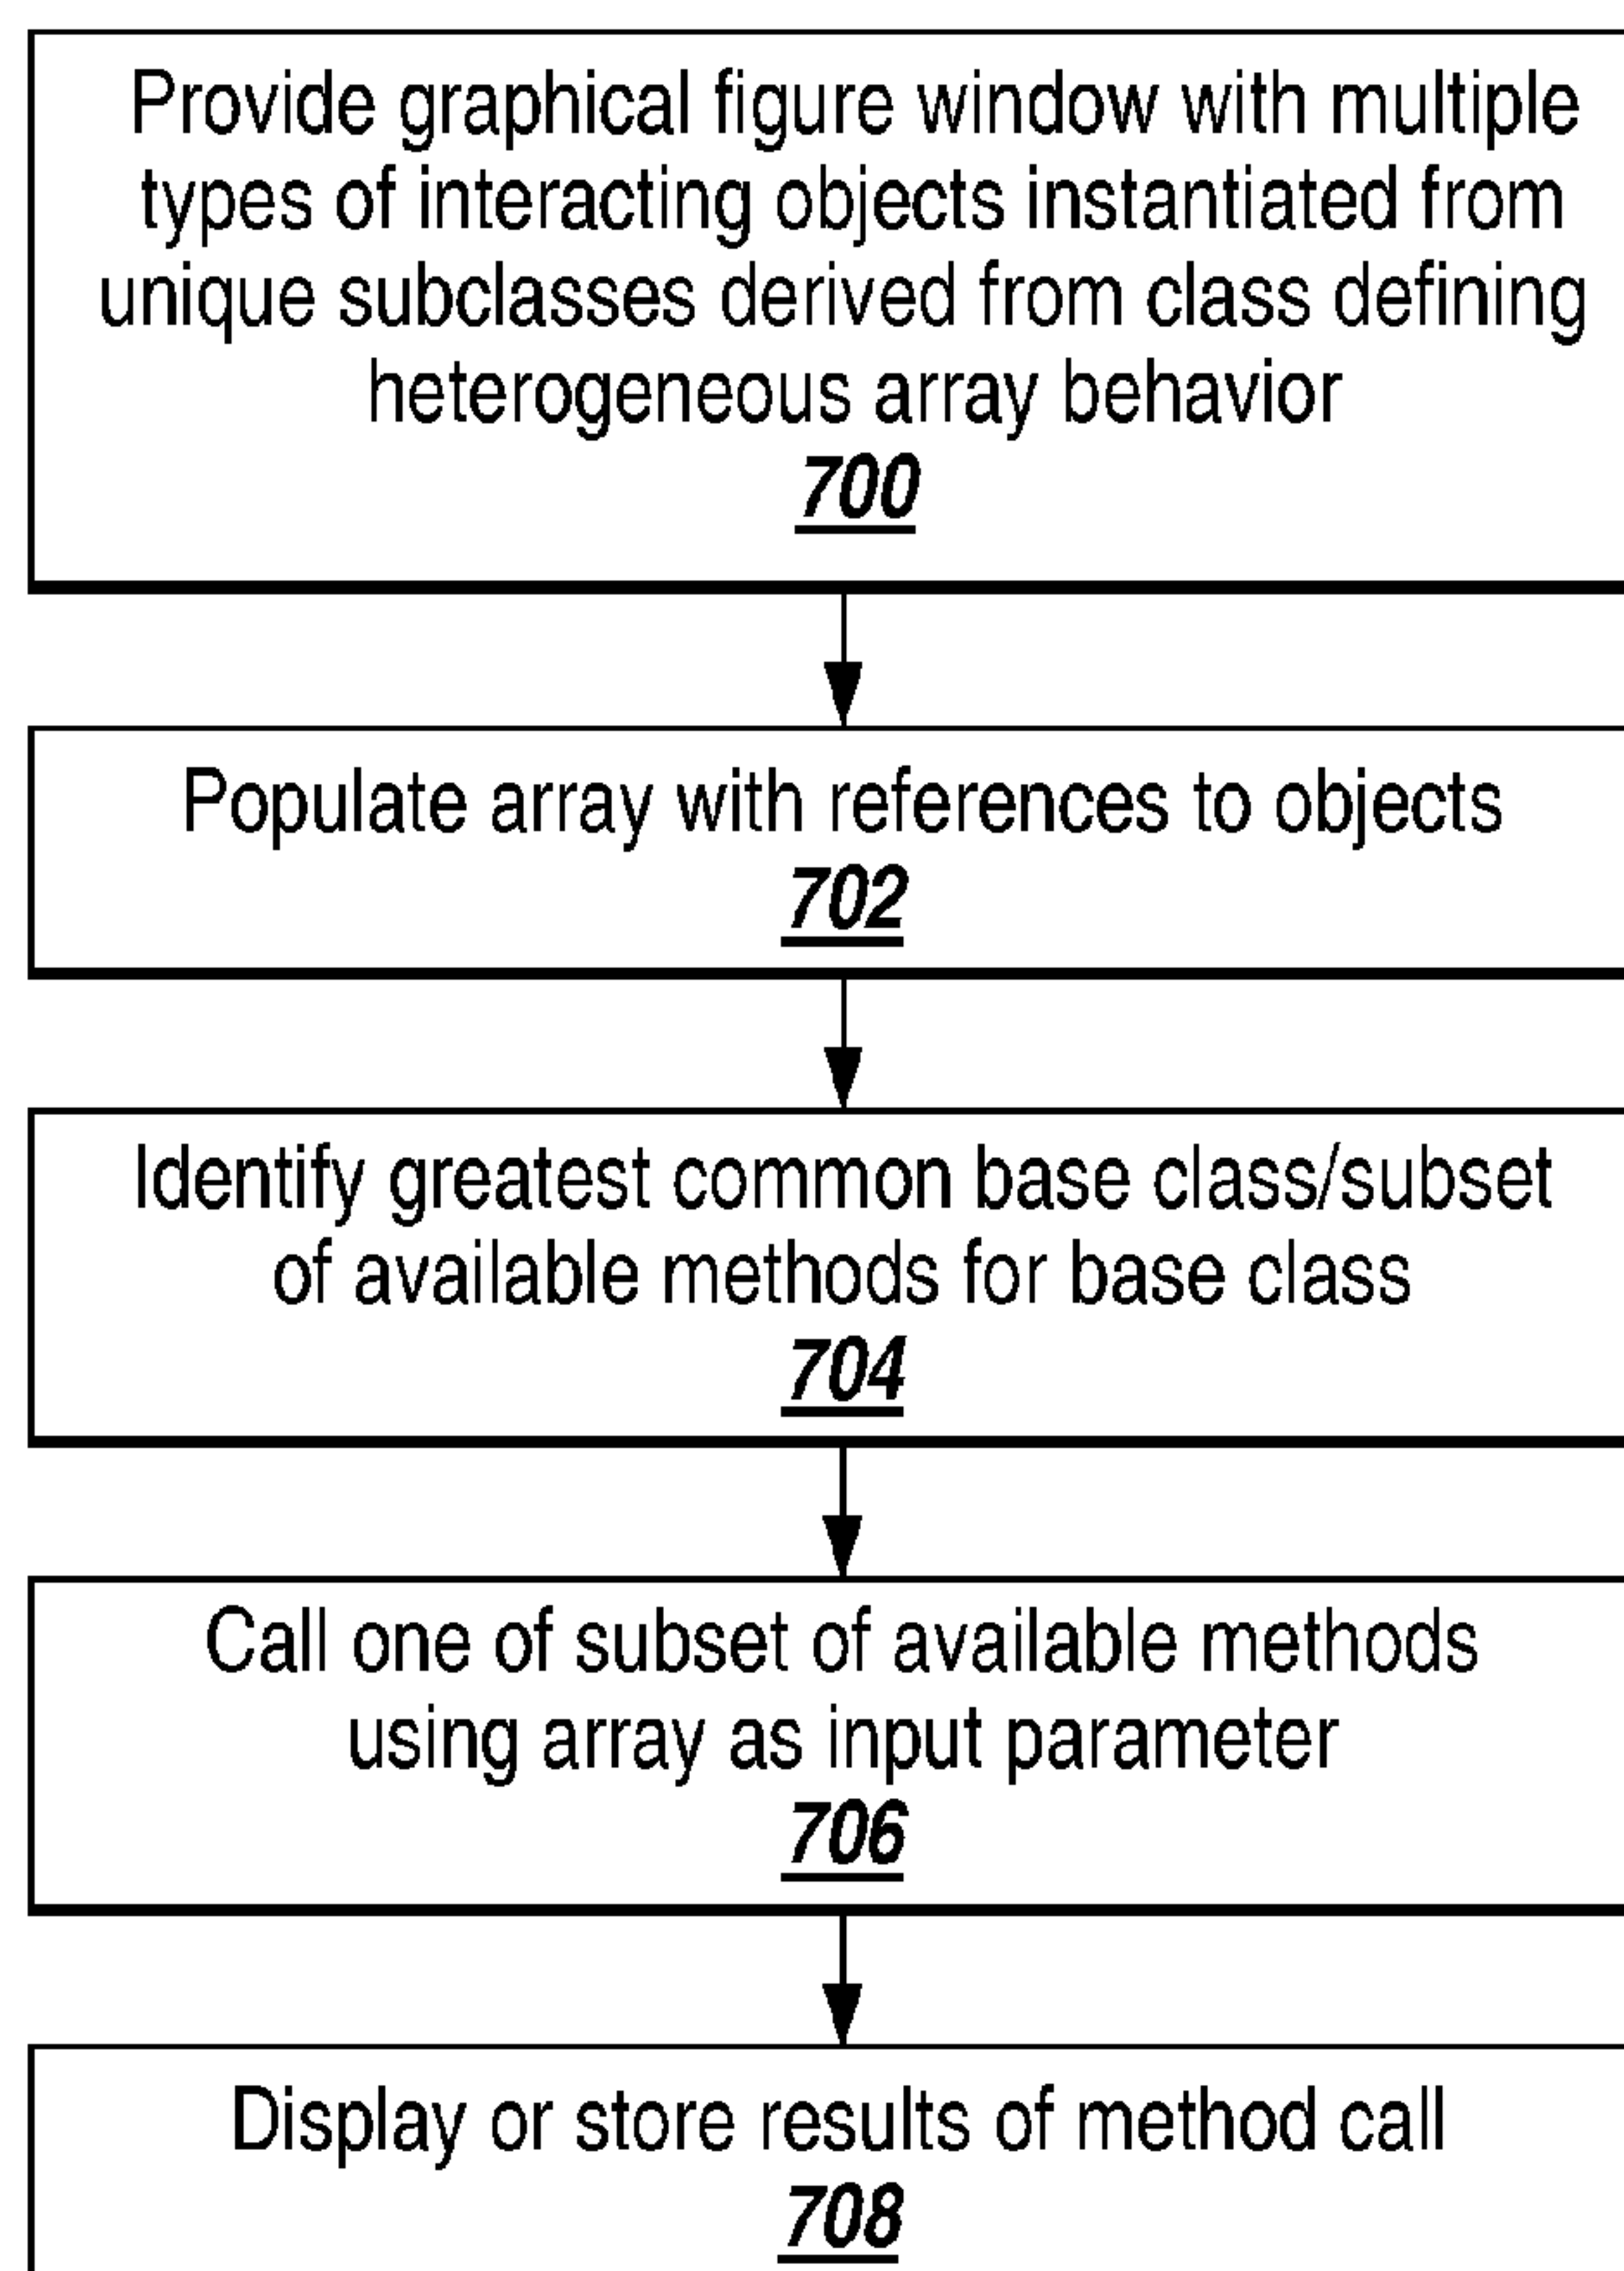 Provide graphical figure window with multiple
types of interacting objects instantiated from
unique subclasses derived from class defining
heterogeneous array behavior
700
Populate array with references to objects
702
Identify greatest common base class/subset
of available methods for base class
704
Call one of subset of available methods
using array as input parameter
706
Display or store results of method call
708